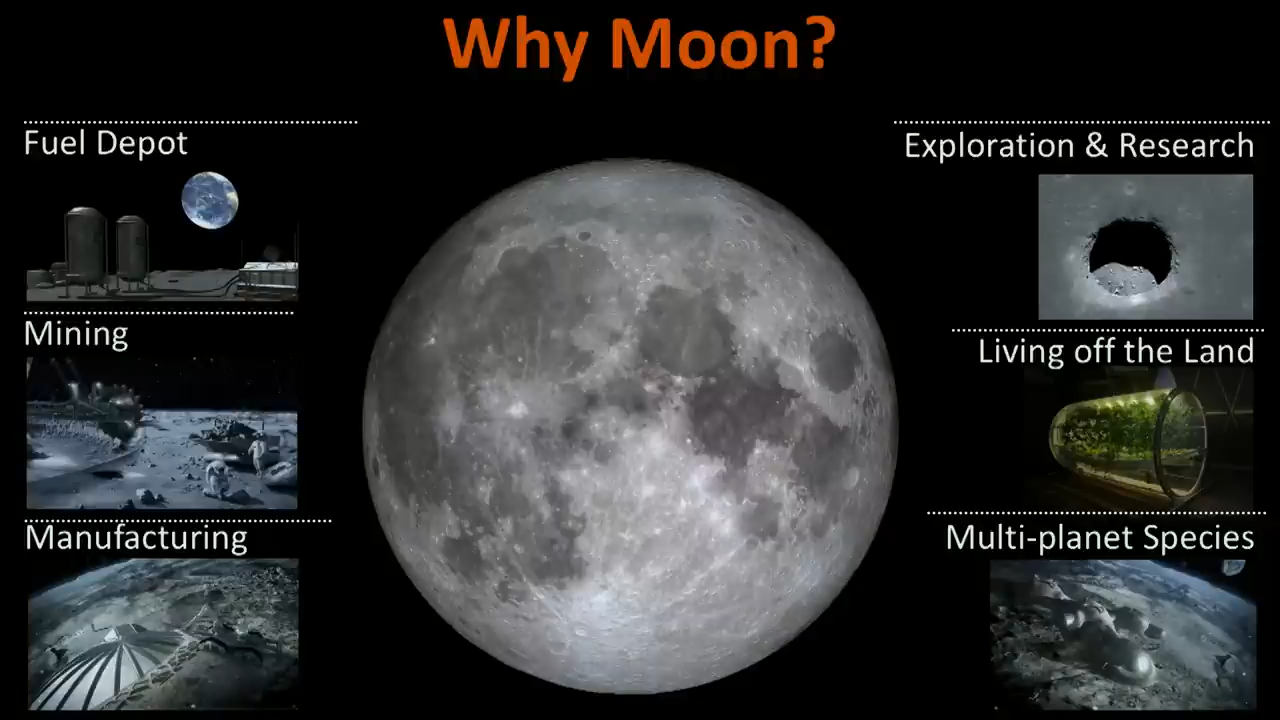 Why Moon?
Fuel Depot
Mining
Manufacturing
Exploration & Research
Living off the Land
Multi-planet Species